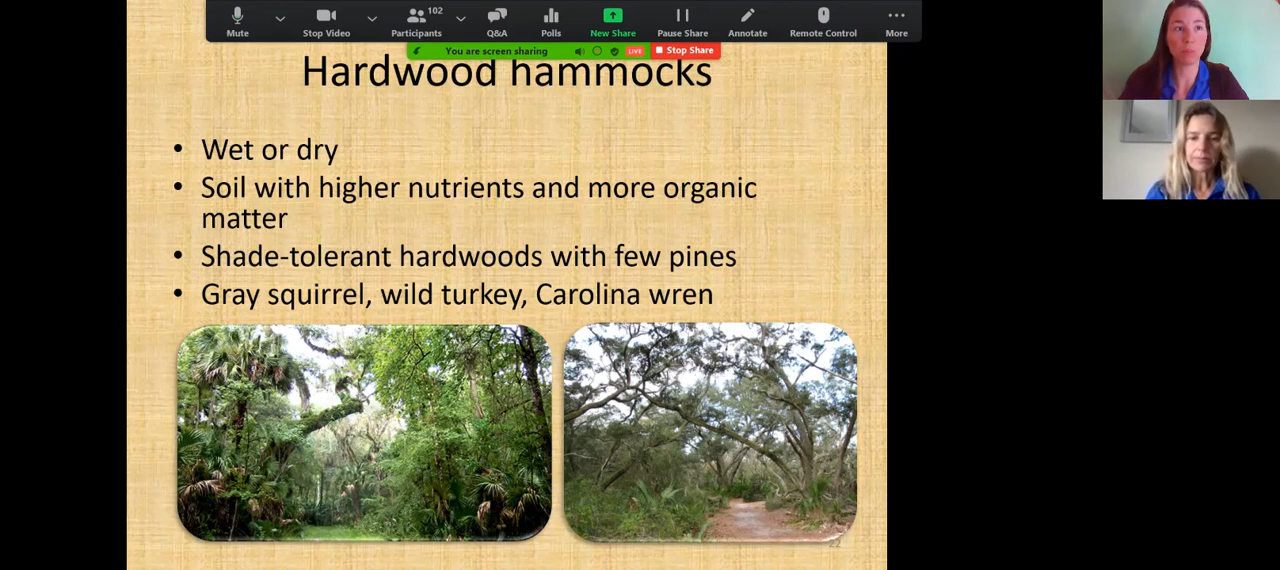 102
Mute
Stop Video
Participants
Q&A
Polls
New Share
Pause Share
Annotate
Remote Control
More
You are screen sharing
LIVE
Stop Share
Hardwood hammocks
• Wet or dry
• Soil with higher nutrients and more organic
matter
• Shade-tolerant hardwoods with few pines
• Gray squirrel, wild turkey, Carolina wren
22